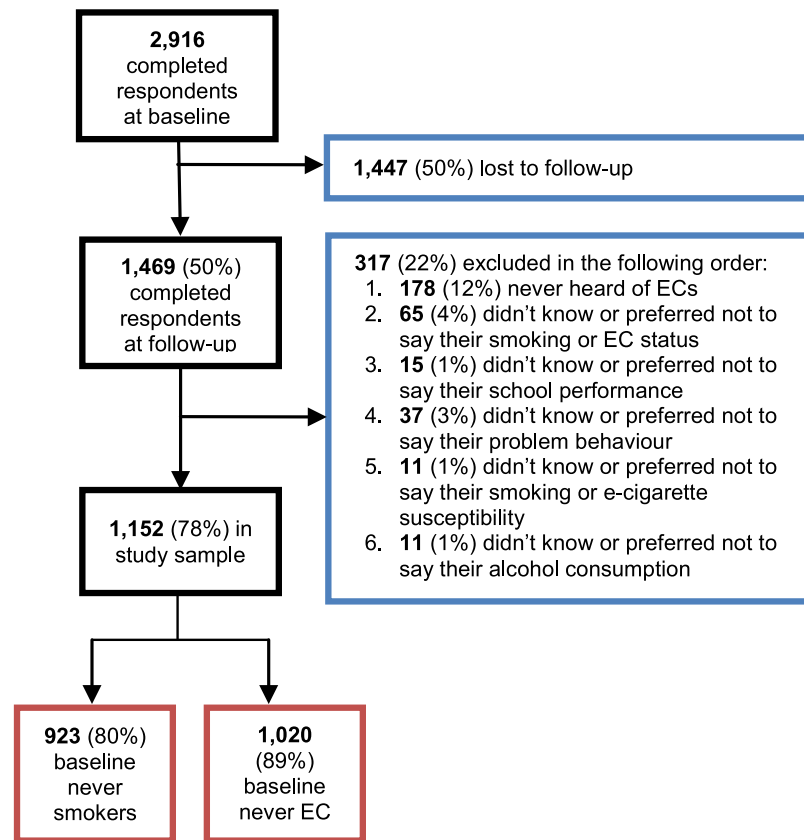 2,916
completed
respondents
at baseline
1,447 (50%) lost to follow-up
1,469 (50%)
completed
respondents
at follow-up
317 (22%) excluded in the following order:
1. 178 (12%) never heard of ECs
2. 65 (4%) didn't know or preferred not to
say their smoking or EC status
3. 15 (1%) didn't know or preferred not to
say their school performance
4. 37 (3%) didn't know or preferred not to
say their problem behaviour
5. 11 (1%) didn't know or preferred not to
say their smoking or e-cigarette
susceptibility
6. 11 (1%) didn't know or preferred not to
say their alcohol consumption
1,152 (78%) in
study sample
923 (80%)
baseline
never
smokers
1,020
(89%)
baseline
never EC